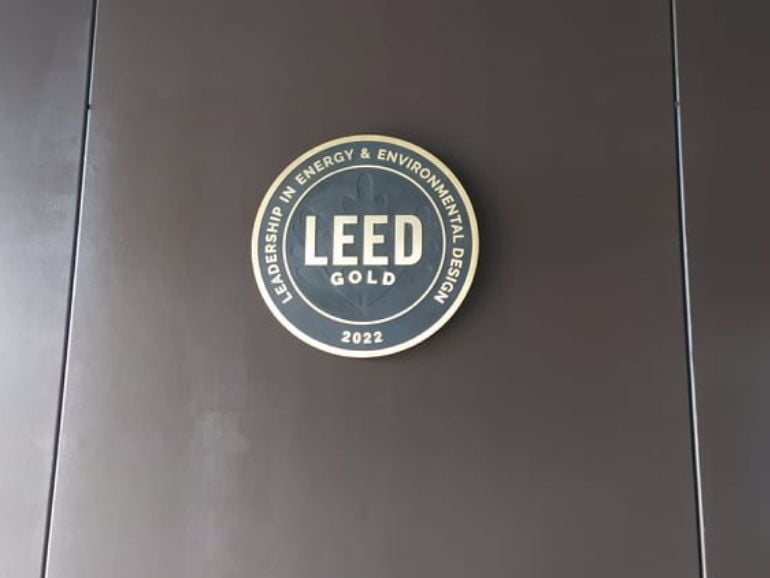 LEADERSHIP IN ENERGY & ENVIRONMENTAL DESIGN
LEED
GOLD
2022